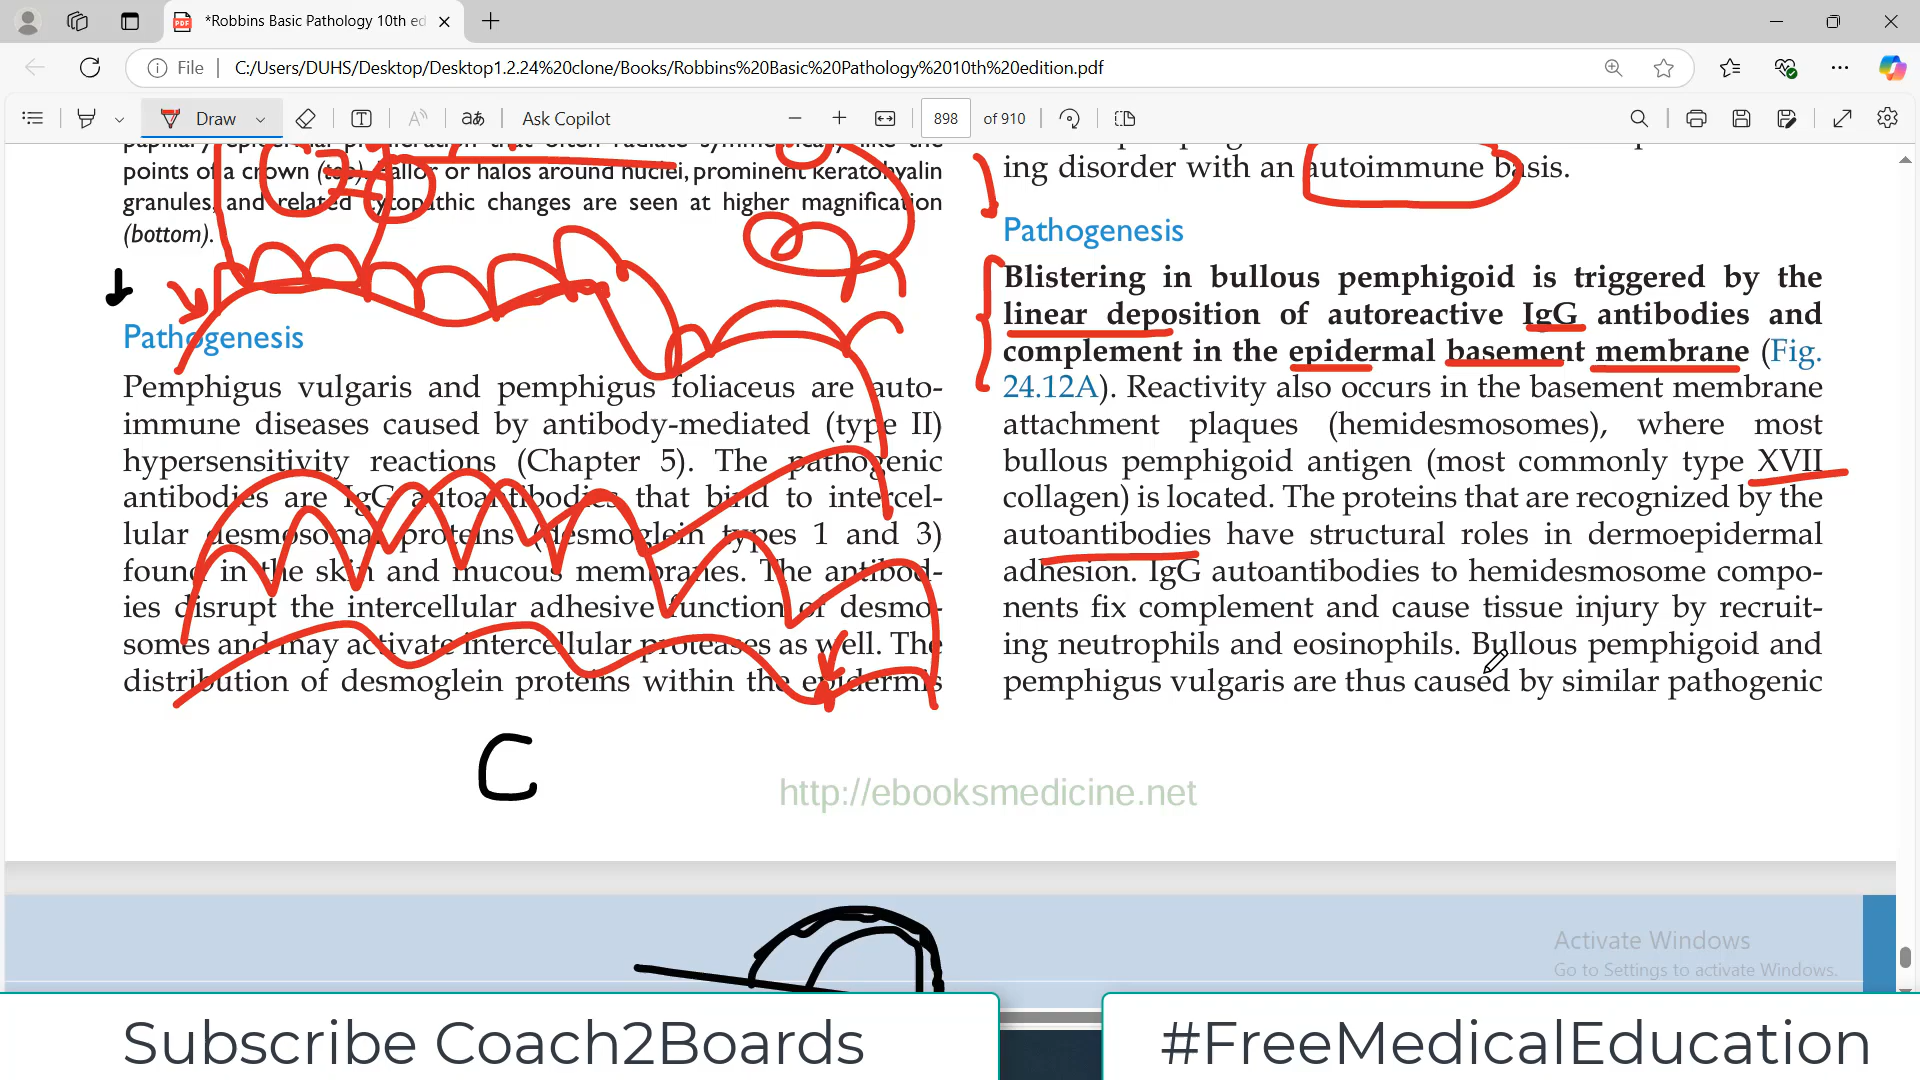 *Robbins Basic Pathology 10th ed
File
C:/Users/DUHS/Desktop/Desktop1.2.24%20clone/Books/Robbins%20Basic%20Pathology%2010th%20edition.pdf
Draw
aあ
Ask Copilot
898 of 910
points of a crown (top). Pallor or halos around nuclei, prominent keratohyalin
granules, and related cytopathic changes are seen at higher magnification
(bottom).
Pathogenesis
Pemphigus vulgaris and pemphigus foliaceus are auto-
immune diseases caused by antibody-mediated (type II)
hypersensitivity reactions (Chapter 5). The pathogenic
antibodies are IgG autoantibodies that bind to intercel-
lular desmosomal proteins (desmoglein types 1 and 3)
found in the skin and mucous membranes. The antibod-
ies disrupt the intercellular adhesive function of desmo-
somes and may activate intercellular proteases as well. The
distribution of desmoglein proteins within the epidermis
C
ing disorder with an autoimmune basis.
Pathogenesis
Blistering in bullous pemphigoid is triggered by the
linear deposition of autoreactive IgG antibodies and
complement in the epidermal basement membrane (Fig.
24.12A). Reactivity also occurs in the basement membrane
attachment plaques (hemidesmosomes), where most
bullous pemphigoid antigen (most commonly type XVII
collagen) is located. The proteins that are recognized by the
autoantibodies have structural roles in dermoepidermal
adhesion. IgG autoantibodies to hemidesmosome compo-
nents fix complement and cause tissue injury by recruit-
ing neutrophils and eosinophils. Bullous pemphigoid and
pemphigus vulgaris are thus caused by similar pathogenic
http://ebooksmedicine.net
Activate Windows
Go to Settings to activate Windows.
Subscribe Coach2Boards
#FreeMedicalEducation